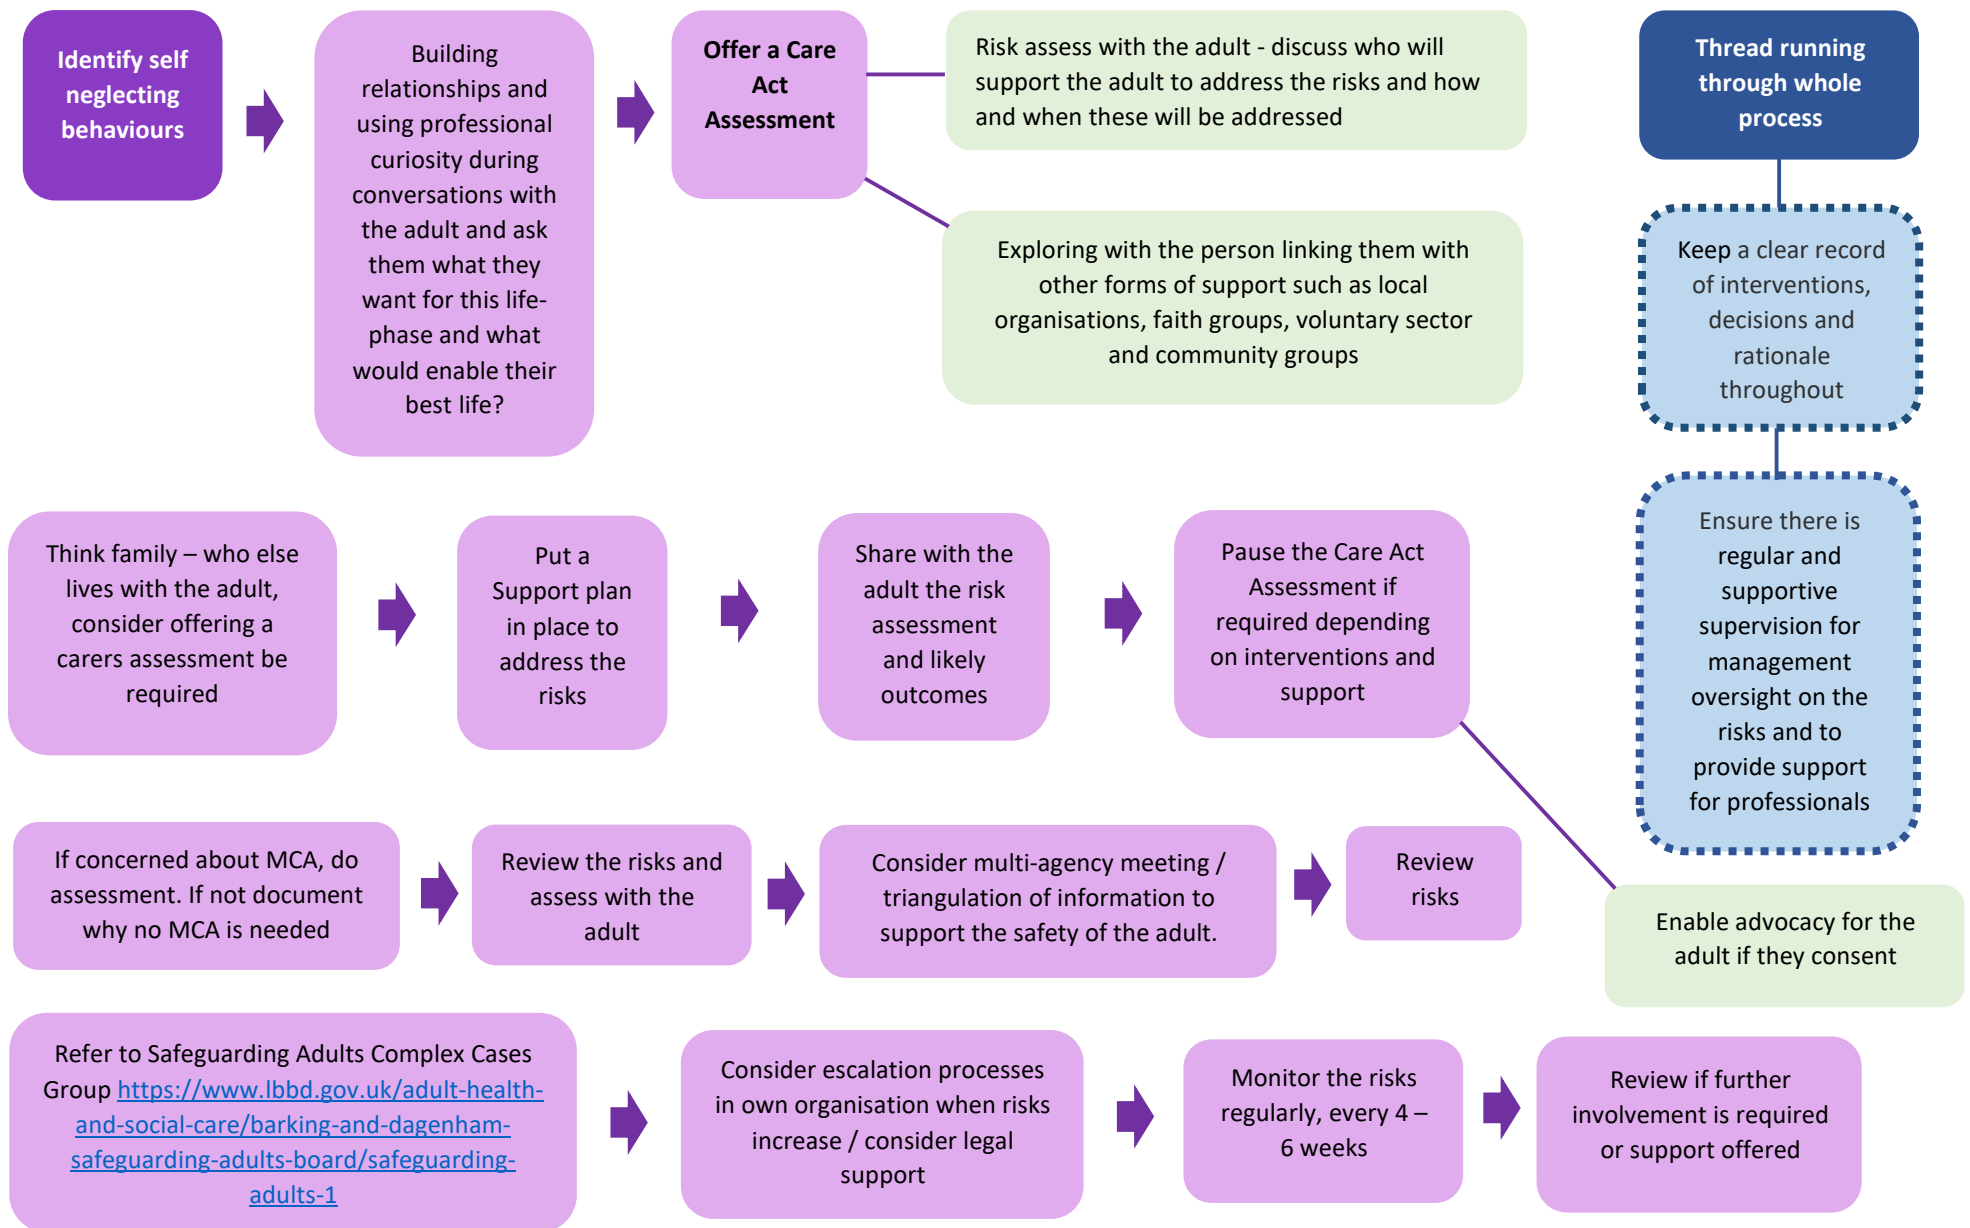 Identify self
neglecting
behaviours
Building
relationships and
using professional
curiosity during
conversations with
the adult and ask
them what they
want for this life-
phase and what
would enable their
best life?
Offer a Care
Act
Assessment
Risk assess with the adult - discuss who will
support the adult to address the risks and how
and when these will be addressed
Exploring with the person linking them with
other forms of support such as local
organisations, faith groups, voluntary sector
and community groups
Thread running
through whole
process
Keep a clear record
of interventions,
decisions and
rationale
throughout
Ensure there is
regular and
supportive
supervision for
management
oversight on the
risks and to
provide support
for professionals
Think family – who else
lives with the adult,
consider offering a
carers assessment be
required
Put a
Support plan
in place to
address the
risks
Share with the
adult the risk
assessment
and likely
outcomes
Pause the Care Act
Assessment if
required depending
on interventions and
support
Enable advocacy for the
adult if they consent
If concerned about MCA, do
assessment. If not document
why no MCA is needed
Review the risks and
assess with the
adult
Consider multi-agency meeting /
triangulation of information to
support the safety of the adult.
Review
risks
Refer to Safeguarding Adults Complex Cases
Group https://www.lbbd.gov.uk/adult-health-
and-social-care/barking-and-dagenham-
safeguarding-adults-board/safeguarding-
adults-1
Consider escalation processes
in own organisation when risks
increase / consider legal
support
Monitor the risks
regularly, every 4 –
6 weeks
Review if further
involvement is required
or support offered